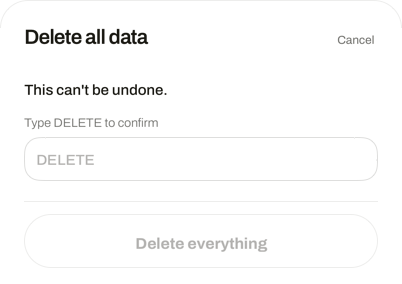 Delete all data
Cancel
This can't be undone.
Type DELETE to confirm
DELETE
Delete everything